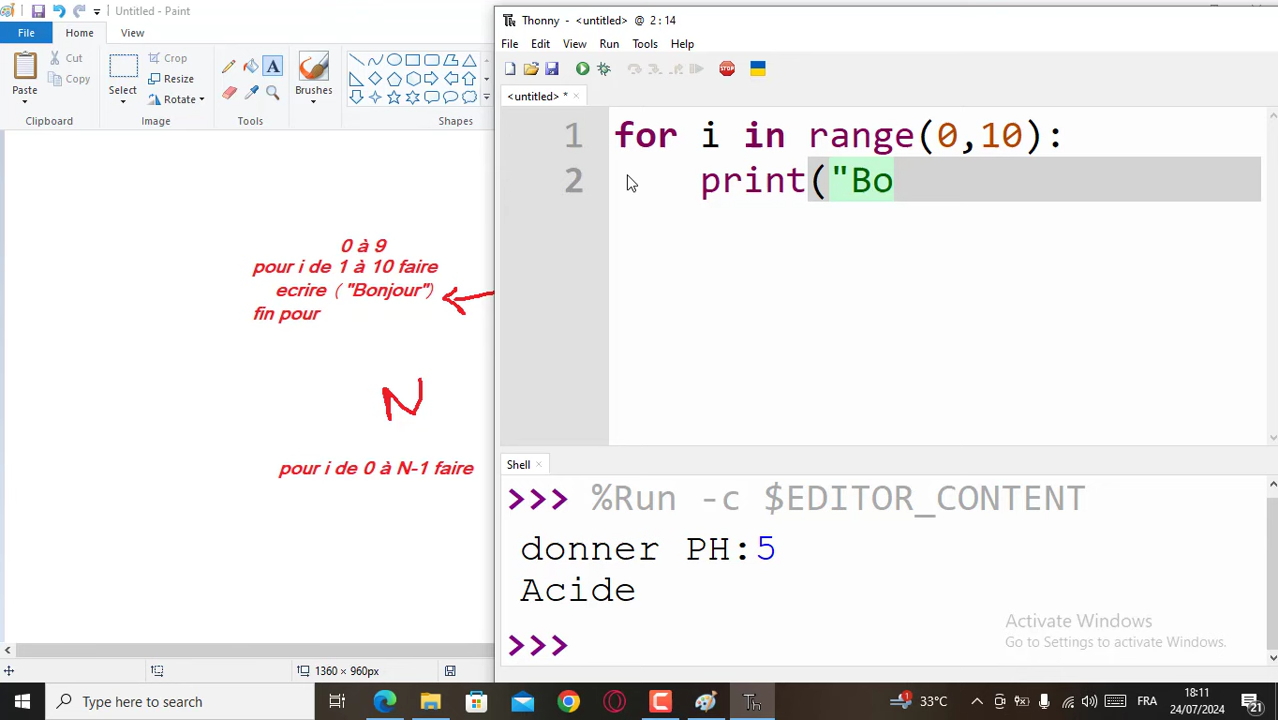 Untitled - Paint
File Home View
Paste
Cut
Copy
Clipboard
Select
Crop
Resize
Rotate
Image
A
Tools
Brushes
Shapes
0 à 9
pour i de 1 à 10 faire
ecrire ( "Bonjour")
fin pour
N
pour i de 0 à N-1 faire
1360 × 960px
Th Thonny - <untitled> @ 2:14
File Edit View Run Tools Help
STOP
<untitled> *
1 for i in range(0,10):
2 print("Bo
Shell
>>> %Run -c $EDITOR_CONTENT
donner PH:5
Acide
>>>
Activate Windows
Go to Settings to activate Windows.
Type here to search
Th
1
33°C
FRA
18:11
24/07/2024
21